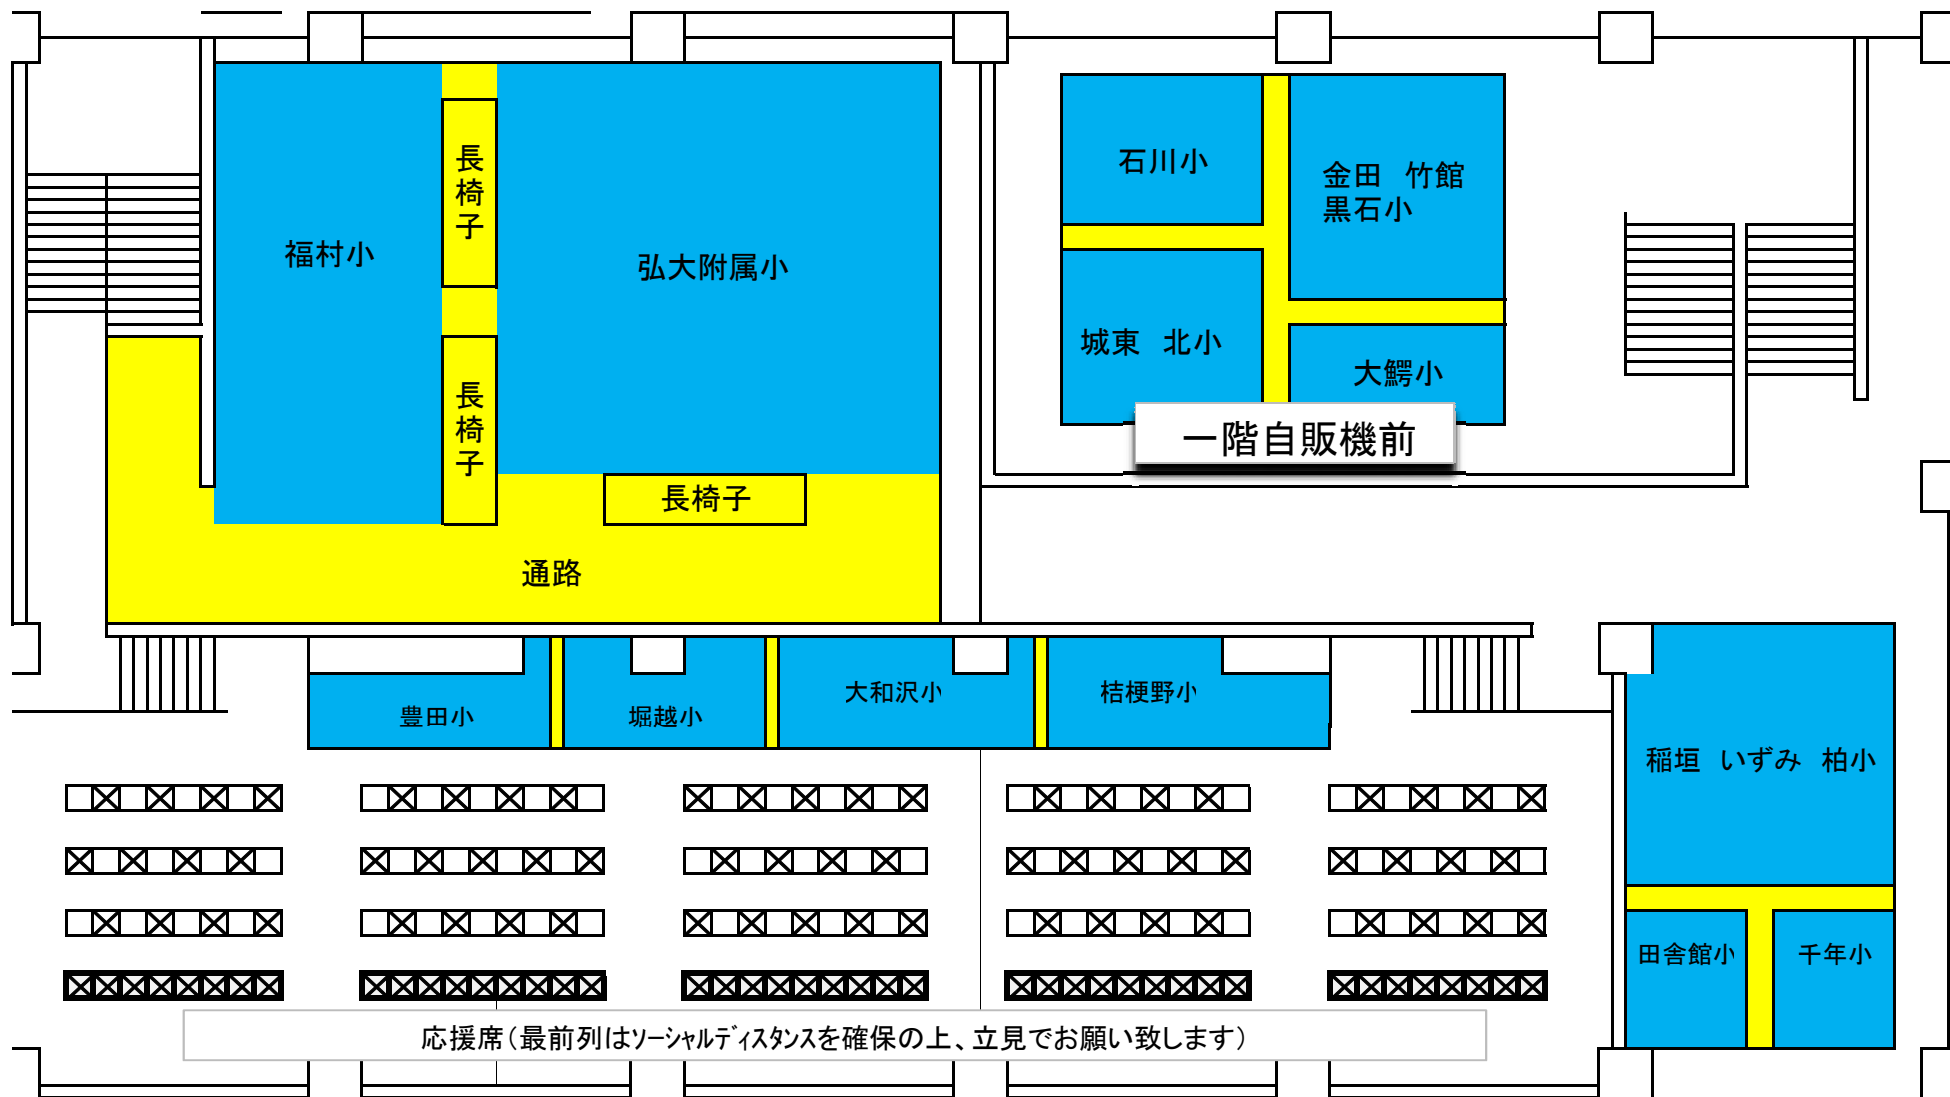 石川小
金田　竹館
黒石小
長椅子
福村小
弘大附属小
城東　北小
大鰐小
長椅子
一階自販機前
長椅子
通路
豊田小
堀越小
大和沢小
桔梗野小
稲垣　いずみ　柏小
田舎館小
千年小
応援席（最前列はｿｰｼｬﾙﾃﾞｨｽﾀﾝｽを確保の上、立見でお願い致します）